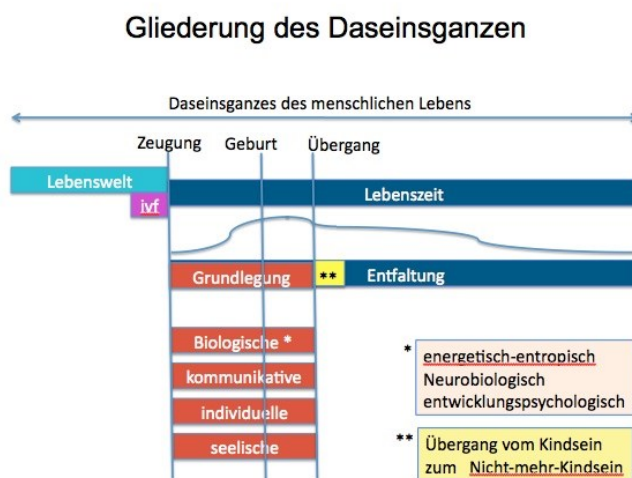 Gliederung des Daseinsganzen
Daseinsganzes des menschlichen Lebens
Zeugung Geburt Übergang
Lebenswelt
ivf
Lebenszeit
Grundlegung ** Entfaltung
Biologische *
kommunikative
individuelle
seelische
* energetisch-entropisch
Neurobiologisch
entwicklungspsychologisch
** Übergang vom Kindsein
zum Nicht-mehr-Kindsein